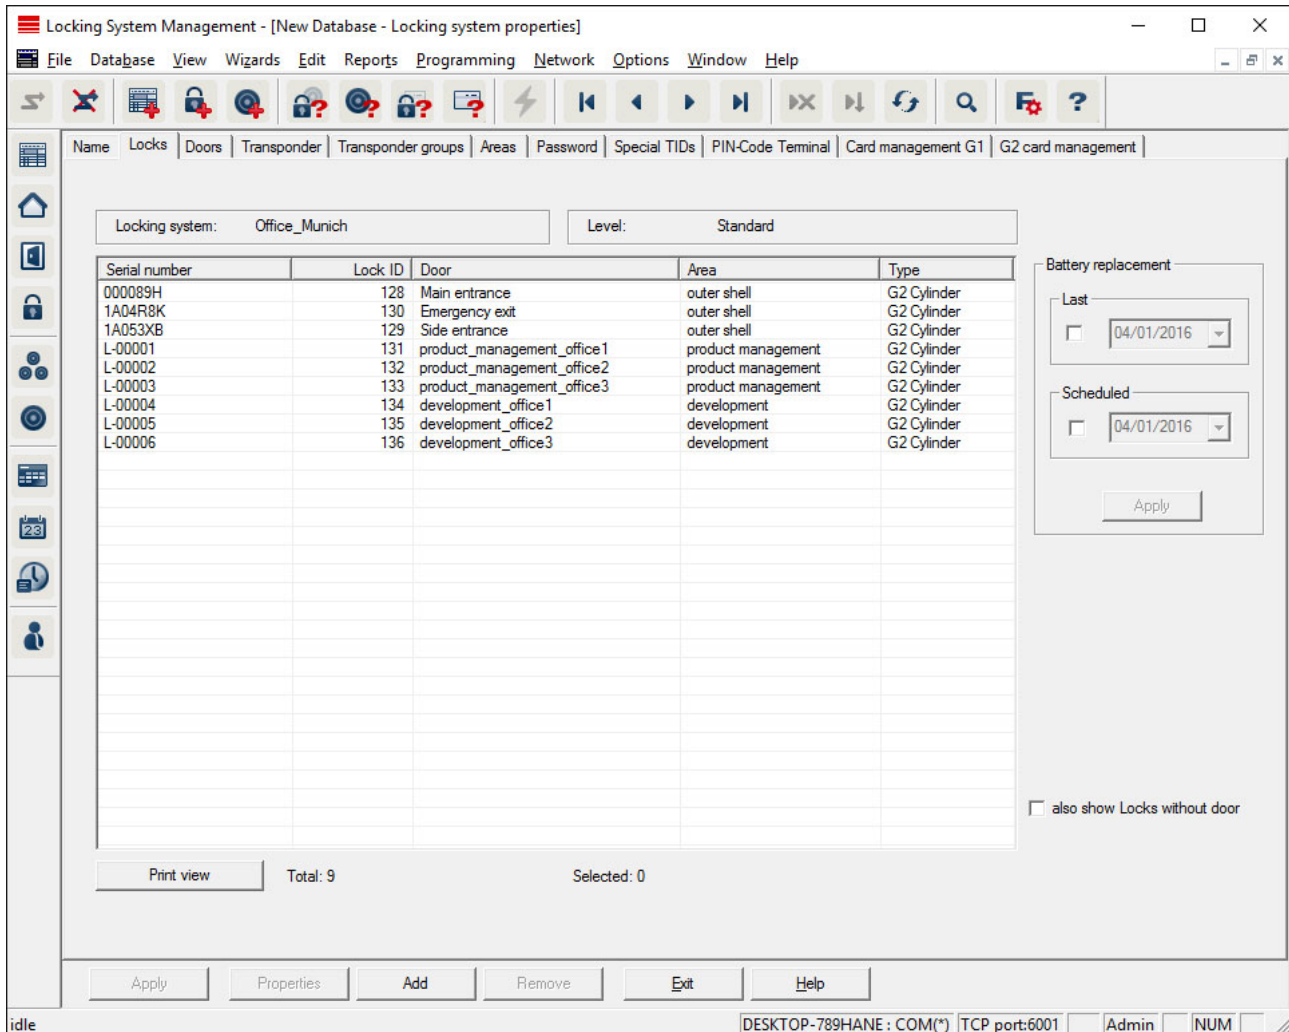 Locking System Management - [New Database - Locking system properties]
File Database View Wizards Edit Reports Programming Network Options Window Help
Name Locks Doors Transponder Transponder groups Areas Password Special TIDs PIN-Code Terminal Card management G1 G2 card management
Locking system: Office_Munich Level: Standard
Serial number Lock ID Door Area Type
000089H 128 Main entrance outer shell G2 Cylinder
1A04R8K 130 Emergency exit outer shell G2 Cylinder
1A053XB 129 Side entrance outer shell G2 Cylinder
L-00001 131 product_management_office1 product management G2 Cylinder
L-00002 132 product_management_office2 product management G2 Cylinder
L-00003 133 product_management_office3 product management G2 Cylinder
L-00004 134 development_office1 development G2 Cylinder
L-00005 135 development_office2 development G2 Cylinder
L-00006 136 development_office3 development G2 Cylinder
Battery replacement
Last
04/01/2016
Scheduled
04/01/2016
Apply
23
also show Locks without door
Print view Total: 9 Selected: 0
Apply Properties Add Remove Exit Help
idle DESKTOP-789HANE : COM(*) TCP port:6001 Admin NUM